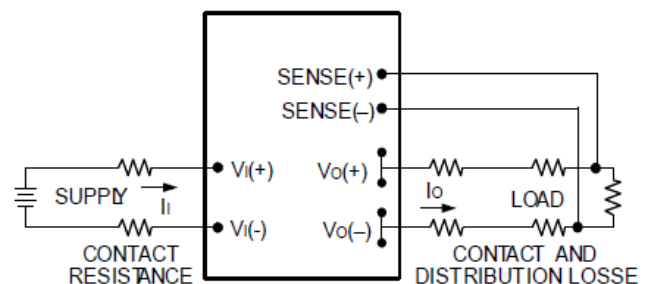 SENSE(+)
SENSE(–)
VI(+)
VO(+)
SUPPLY
II
IO
LOAD
VI(-)
VO(–)
CONTACT
RESISTANCE
CONTACT AND
DISTRIBUTION LOSSE